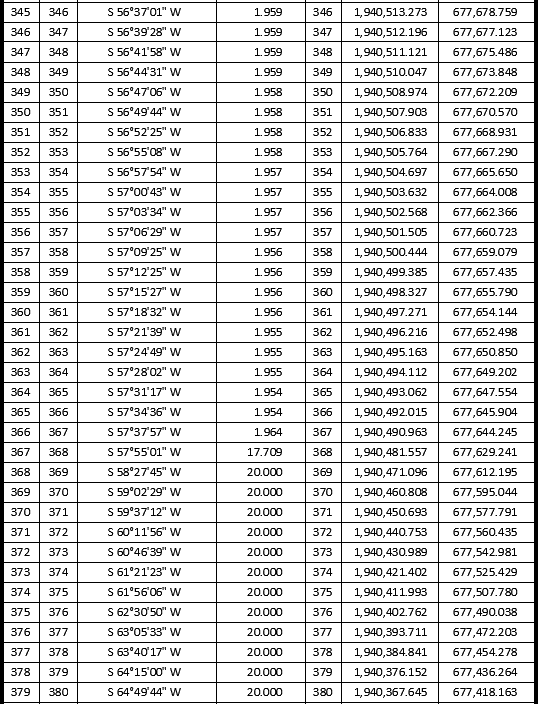 345 346 S 56°37'01" W 1.959 346 1,940,513.273 677,678.759
346 347 S 56°39'28" W 1.959 347 1,940,512.196 677,677.123
347 348 S 56°41'58" W 1.959 348 1,940,511.121 677,675.486
348 349 S 56°44'31" W 1.959 349 1,940,510.047 677,673.848
349 350 S 56°47'06" W 1.958 350 1,940,508.974 677,672.209
350 351 S 56°49'44" W 1.958 351 1,940,507.903 677,670.570
351 352 S 56°52'25" W 1.958 352 1,940,506.833 677,668.931
352 353 S 56°55'08" W 1.958 353 1,940,505.764 677,667.290
353 354 S 56°57'54" W 1.957 354 1,940,504.697 677,665.650
354 355 S 57°00'43" W 1.957 355 1,940,503.632 677,664.008
355 356 S 57°03'34" W 1.957 356 1,940,502.568 677,662.366
356 357 S 57°06'29" W 1.957 357 1,940,501.505 677,660.723
357 358 S 57°09'25" W 1.956 358 1,940,500.444 677,659.079
358 359 S 57°12'25" W 1.956 359 1,940,499.385 677,657.435
359 360 S 57°15'27" W 1.956 360 1,940,498.327 677,655.790
360 361 S 57°18'32" W 1.956 361 1,940,497.271 677,654.144
361 362 S 57°21'39" W 1.955 362 1,940,496.216 677,652.498
362 363 S 57°24'49" W 1.955 363 1,940,495.163 677,650.850
363 364 S 57°28'02" W 1.955 364 1,940,494.112 677,649.202
364 365 S 57°31'17" W 1.954 365 1,940,493.062 677,647.554
365 366 S 57°34'36" W 1.954 366 1,940,492.015 677,645.904
366 367 S 57°37'57" W 1.964 367 1,940,490.963 677,644.245
367 368 S 57°55'01" W 17.709 368 1,940,481.557 677,629.241
368 369 S 58°27'45" W 20.000 369 1,940,471.096 677,612.195
369 370 S 59°02'29" W 20.000 370 1,940,460.808 677,595.044
370 371 S 59°37'12" W 20.000 371 1,940,450.693 677,577.791
371 372 S 60°11'56" W 20.000 372 1,940,440.753 677,560.435
372 373 S 60°46'39" W 20.000 373 1,940,430.989 677,542.981
373 374 S 61°21'23" W 20.000 374 1,940,421.402 677,525.429
374 375 S 61°56'06" W 20.000 375 1,940,411.993 677,507.780
375 376 S 62°30'50" W 20.000 376 1,940,402.762 677,490.038
376 377 S 63°05'33" W 20.000 377 1,940,393.711 677,472.203
377 378 S 63°40'17" W 20.000 378 1,940,384.841 677,454.278
378 379 S 64°15'00" W 20.000 379 1,940,376.152 677,436.264
379 380 S 64°49'44" W 20.000 380 1,940,367.645 677,418.163